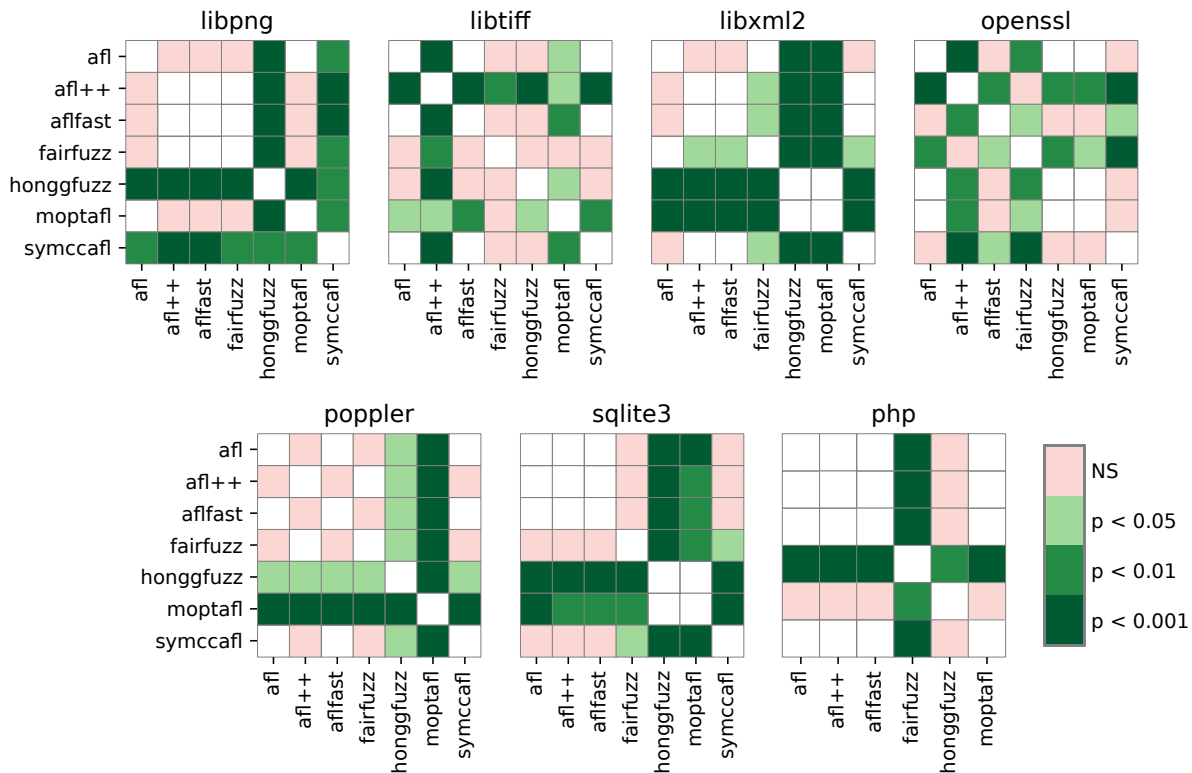 libpng
libtiff
libxml2
openssl
afl
afl++
aflfast
fairfuzz
honggfuzz
moptafl
symccafl
afl
afl++
aflfast
fairfuzz
honggfuzz
moptafl
symccafl
afl
afl++
aflfast
fairfuzz
honggfuzz
moptafl
symccafl
afl
afl++
aflfast
fairfuzz
honggfuzz
moptafl
symccafl
afl
afl++
aflfast
fairfuzz
honggfuzz
moptafl
symccafl
poppler
sqlite3
php
afl
afl++
aflfast
fairfuzz
honggfuzz
moptafl
symccafl
afl
afl++
aflfast
fairfuzz
honggfuzz
moptafl
symccafl
afl
afl++
aflfast
fairfuzz
honggfuzz
moptafl
symccafl
afl
afl++
aflfast
fairfuzz
honggfuzz
moptafl
NS
p < 0.05
p < 0.01
p < 0.001